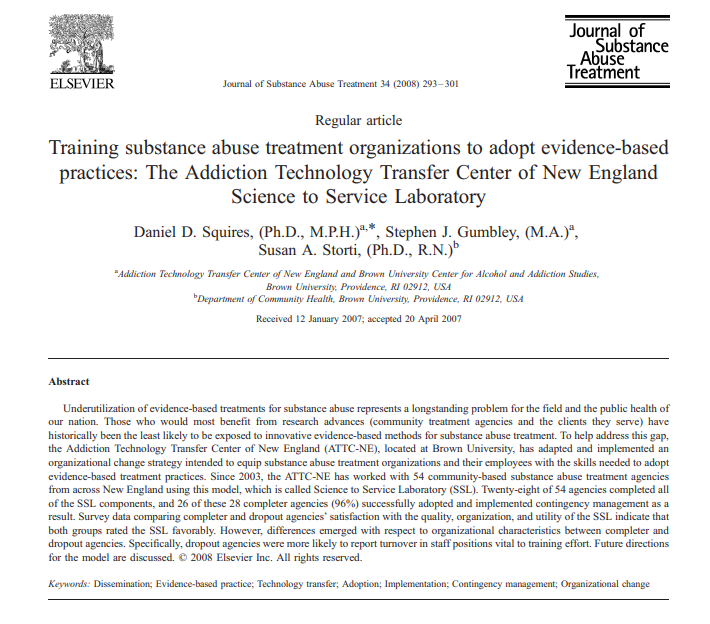 ELSEVIER
Journal of Substance Abuse Treatment 34 (2008) 293–301
Journal of
Substance
Abuse
Treatment
Regular article
Training substance abuse treatment organizations to adopt evidence-based
practices: The Addiction Technology Transfer Center of New England
Science to Service Laboratory
Daniel D. Squires, (Ph.D., M.P.H.)a,*, Stephen J. Gumbley, (M.A.)a,
Susan A. Storti, (Ph.D., R.N.)b
aAddiction Technology Transfer Center of New England and Brown University Center for Alcohol and Addiction Studies,
Brown University, Providence, RI 02912, USA
bDepartment of Community Health, Brown University, Providence, RI 02912, USA
Received 12 January 2007; accepted 20 April 2007
Abstract
Underutilization of evidence-based treatments for substance abuse represents a longstanding problem for the field and the public health of
our nation. Those who would most benefit from research advances (community treatment agencies and the clients they serve) have
historically been the least likely to be exposed to innovative evidence-based methods for substance abuse treatment. To help address this gap,
the Addiction Technology Transfer Center of New England (ATTC-NE), located at Brown University, has adapted and implemented an
organizational change strategy intended to equip substance abuse treatment organizations and their employees with the skills needed to adopt
evidence-based treatment practices. Since 2003, the ATTC-NE has worked with 54 community-based substance abuse treatment agencies
from across New England using this model, which is called Science to Service Laboratory (SSL). Twenty-eight of 54 agencies completed all
of the SSL components, and 26 of these 28 completer agencies (96%) successfully adopted and implemented contingency management as a
result. Survey data comparing completer and dropout agencies' satisfaction with the quality, organization, and utility of the SSL indicate that
both groups rated the SSL favorably. However, differences emerged with respect to organizational characteristics between completer and
dropout agencies. Specifically, dropout agencies were more likely to report turnover in staff positions vital to training effort. Future directions
for the model are discussed. © 2008 Elsevier Inc. All rights reserved.
Keywords: Dissemination; Evidence-based practice; Technology transfer; Adoption; Implementation; Contingency management; Organizational change